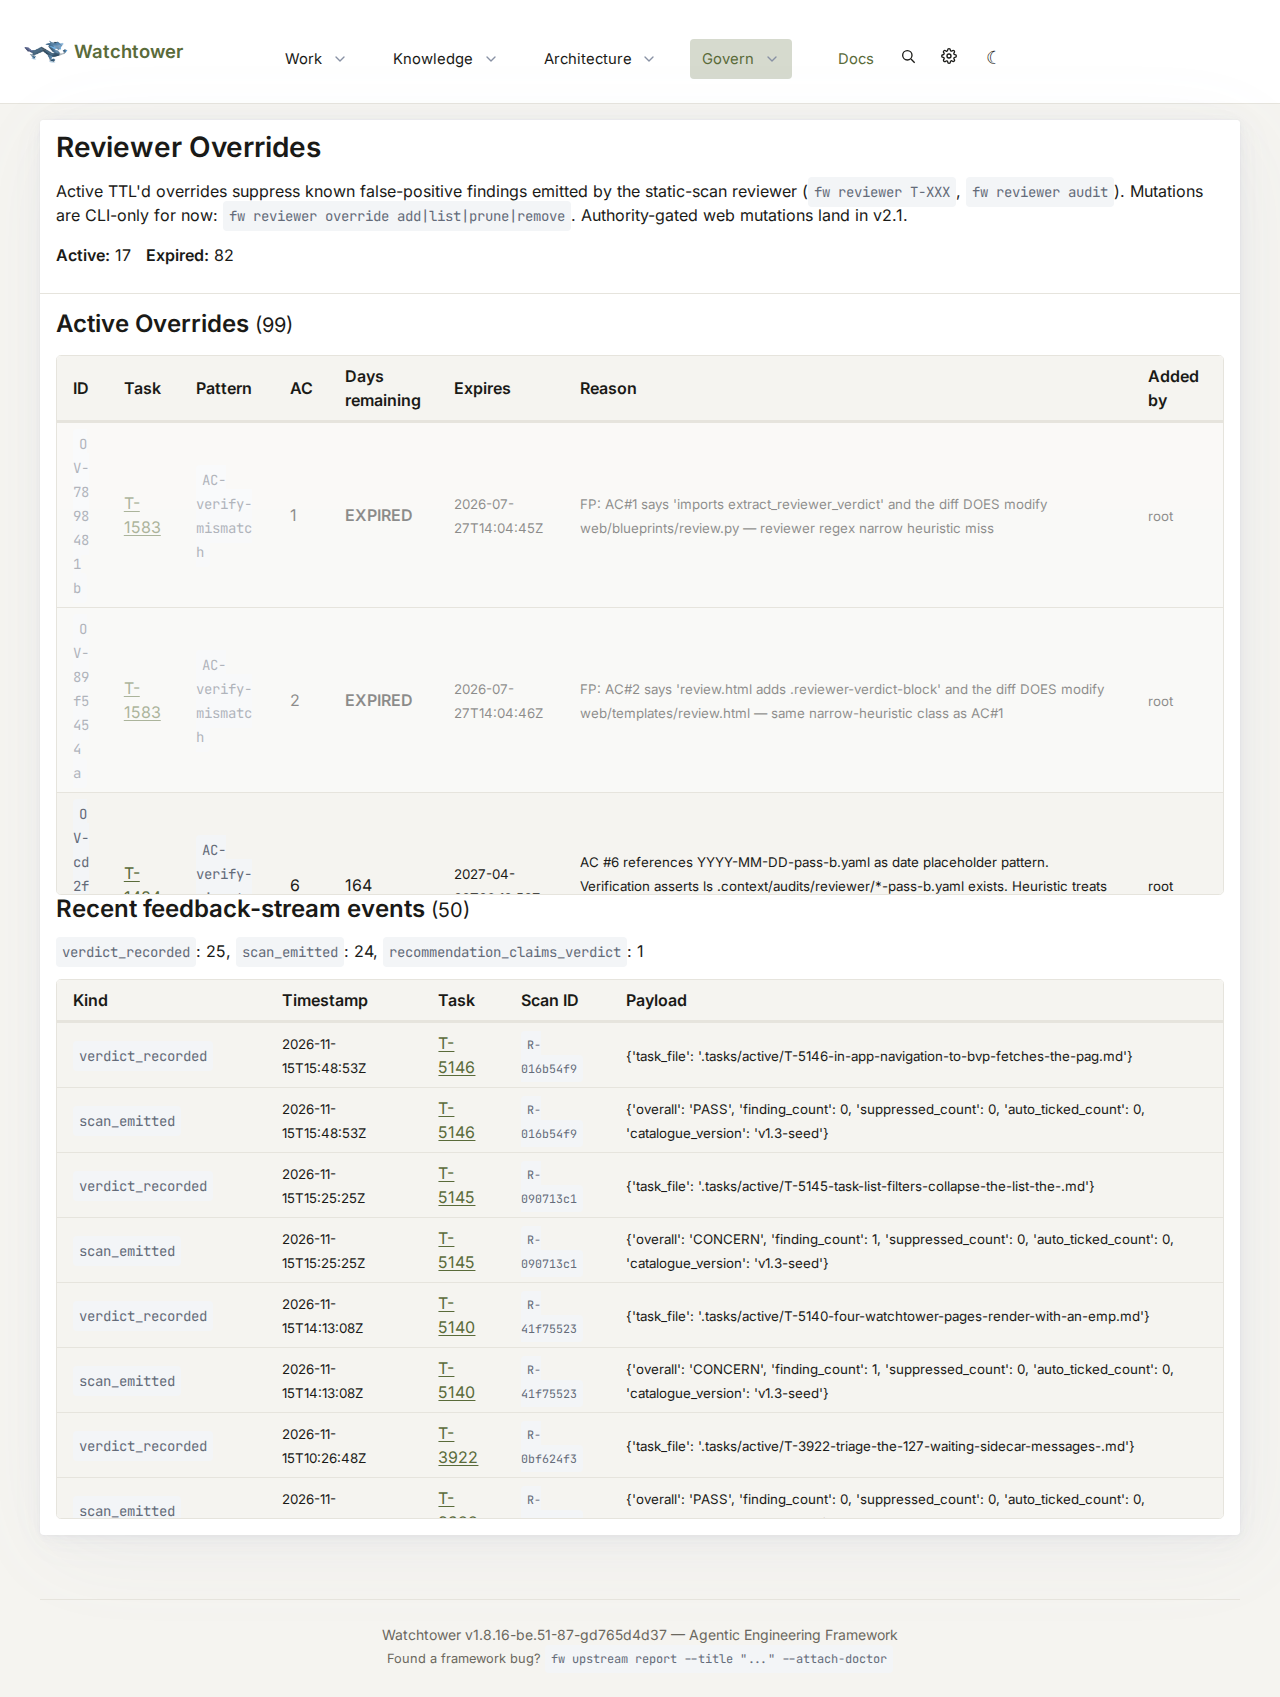 Watchtower
Work
Knowledge
Architecture
Govern
Docs
Reviewer Overrides
Active TTL'd overrides suppress known false-positive findings emitted by the static-scan reviewer ( fw reviewer T-XXX , fw reviewer audit ). Mutations
are CLI-only for now: fw reviewer override add|list|prune|remove . Authority-gated web mutations land in v2.1.
Active: 17 Expired: 82
Active Overrides (99)
ID Task Pattern AC Days remaining Expires Reason Added by
O
V-
78
98
48
1
b
T-
1583
AC-
verify-
mismatc
h
1
EXPIRED
2026-07-
27T14:04:45Z
FP: AC#1 says 'imports extract_reviewer_verdict' and the diff DOES modify
web/blueprints/review.py — reviewer regex narrow heuristic miss
root
O
V-
89
f5
45
4
a
T-
1583
AC-
verify-
mismatc
h
2
EXPIRED
2026-07-
27T14:04:46Z
FP: AC#2 says 'review.html adds .reviewer-verdict-block' and the diff DOES modify
web/templates/review.html — same narrow-heuristic class as AC#1
root
O
V-
cd
2f
T-
AC-
verify-
6
164
2027-04-
AC #6 references YYYY-MM-DD-pass-b.yaml as date placeholder pattern.
Verification asserts ls .context/audits/reviewer/*-pass-b.yaml exists. Heuristic treats
root
Recent feedback-stream events (50)
verdict_recorded : 25, scan_emitted : 24, recommendation_claims_verdict : 1
Kind Timestamp Task Scan ID Payload
verdict_recorded
2026-11-
15T15:48:53Z
T-
5146
R-
016b54f9
{'task_file': '.tasks/active/T-5146-in-app-navigation-to-bvp-fetches-the-pag.md'}
scan_emitted
2026-11-
15T15:48:53Z
T-
5146
R-
016b54f9
{'overall': 'PASS', 'finding_count': 0, 'suppressed_count': 0, 'auto_ticked_count': 0,
'catalogue_version': 'v1.3-seed'}
verdict_recorded
2026-11-
15T15:25:25Z
T-
5145
R-
090713c1
{'task_file': '.tasks/active/T-5145-task-list-filters-collapse-the-list-the-.md'}
scan_emitted
2026-11-
15T15:25:25Z
T-
5145
R-
090713c1
{'overall': 'CONCERN', 'finding_count': 1, 'suppressed_count': 0, 'auto_ticked_count': 0,
'catalogue_version': 'v1.3-seed'}
verdict_recorded
2026-11-
15T14:13:08Z
T-
5140
R-
41f75523
{'task_file': '.tasks/active/T-5140-four-watchtower-pages-render-with-an-emp.md'}
scan_emitted
2026-11-
15T14:13:08Z
T-
5140
R-
41f75523
{'overall': 'CONCERN', 'finding_count': 1, 'suppressed_count': 0, 'auto_ticked_count': 0,
'catalogue_version': 'v1.3-seed'}
verdict_recorded
2026-11-
15T10:26:48Z
T-
3922
R-
0bf624f3
{'task_file': '.tasks/active/T-3922-triage-the-127-waiting-sidecar-messages-.md'}
scan_emitted
2026-11-
T-
R-
{'overall': 'PASS', 'finding_count': 0, 'suppressed_count': 0, 'auto_ticked_count': 0,
Watchtower v1.8.16-be.51-87-gd765d4d37 — Agentic Engineering Framework
Found a framework bug? fw upstream report --title "..." --attach-doctor